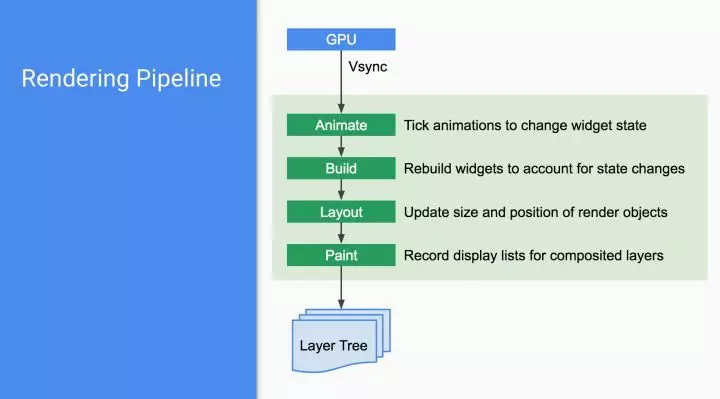 Rendering Pipeline
GPU
Vsync
Animate Tick animations to change widget state
Build Rebuild widgets to account for state changes
Layout Update size and position of render objects
Paint Record display lists for composited layers
Layer Tree